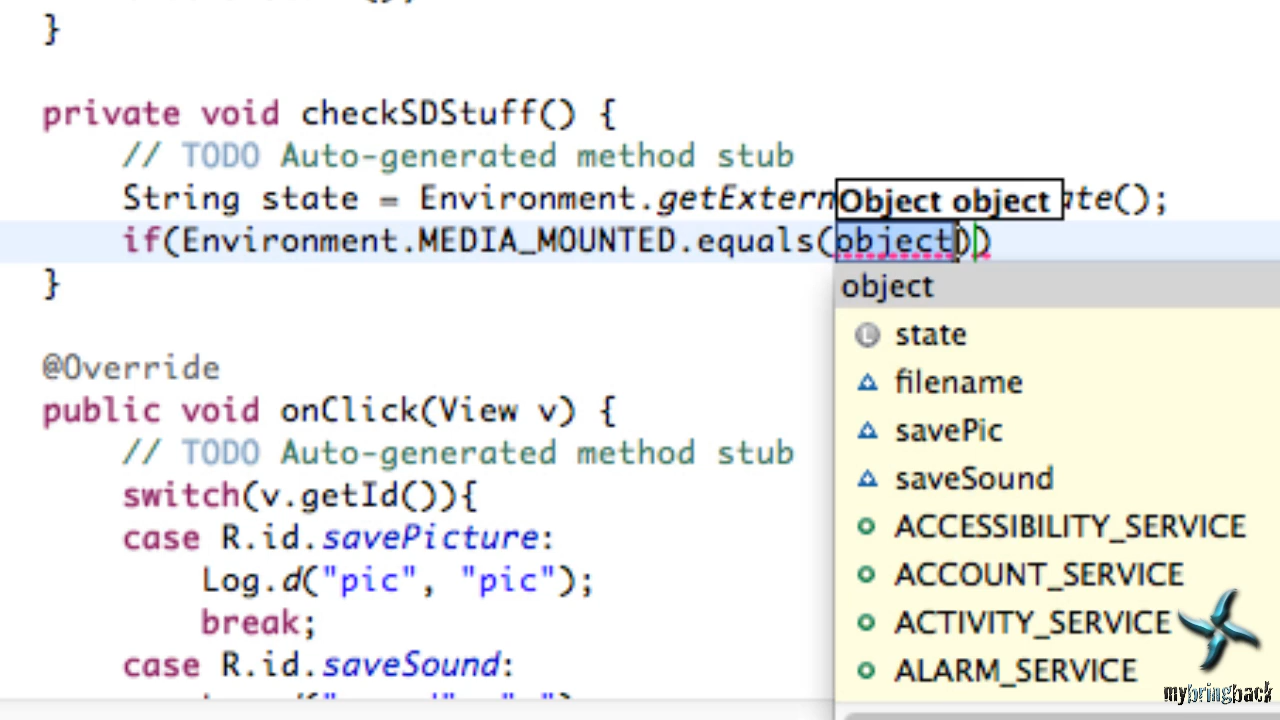 }
private void checkSDStuff() {
// TODO Auto-generated method stub
String state = Environment.getExtern
Object object
te();
if(Environment.MEDIA_MOUNTED.equals(object))
}
object
state
filename
savePic
saveSound
ACCESSIBILITY_SERVICE
ACCOUNT_SERVICE
ACTIVITY_SERVICE
ALARM_SERVICE
@Override
public void onClick(View v) {
// TODO Auto-generated method stub
switch(v.getId()){
case R.id.savePicture:
Log.d("pic", "pic");
break;
case R.id.saveSound:
mybringback